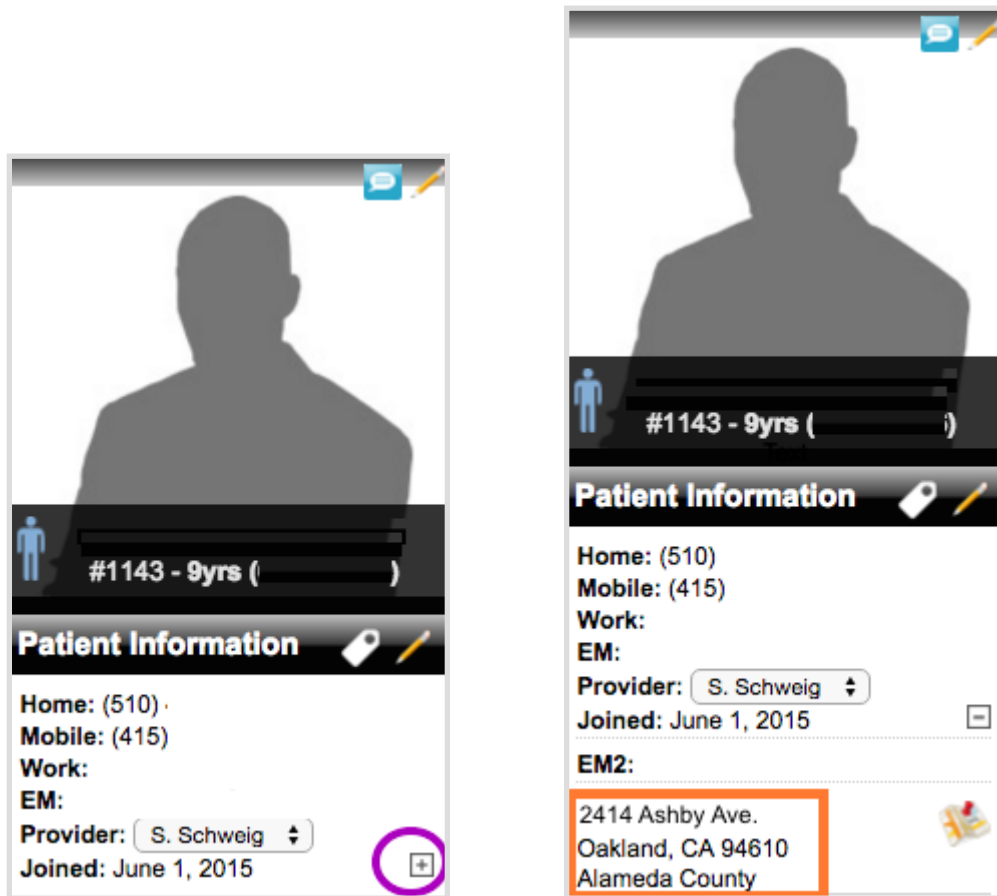 #1143 - 9yrs (          )
Patient Information
Home: (510)
Mobile: (415)
Work:
EM:
Provider: S. Schweig
Joined: June 1, 2015
#1143 - 9yrs (          )
Text
Patient Information
Home: (510)
Mobile: (415)
Work:
EM:
Provider: S. Schweig
Joined: June 1, 2015
EM2:
2414 Ashby Ave.
Oakland, CA 94610
Alameda County